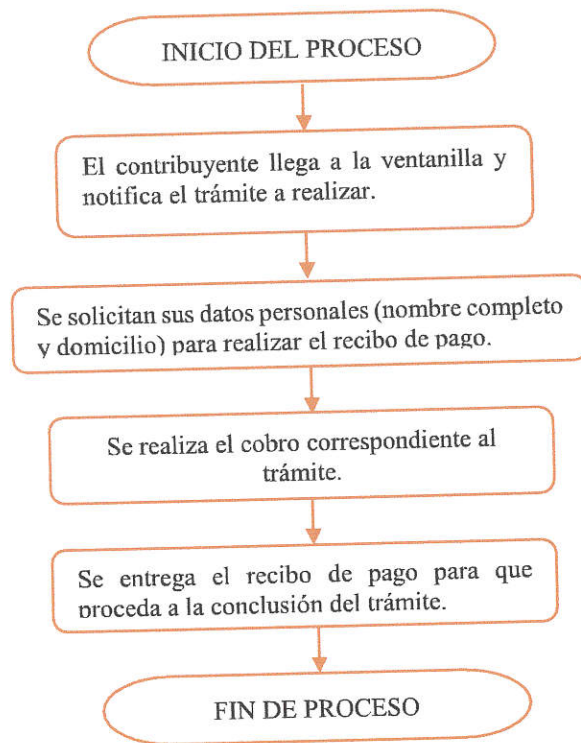 INICIO DEL PROCESO
El contribuyente llega a la ventanilla y
notifica el trámite a realizar.
Se solicitan sus datos personales (nombre completo
y domicilio) para realizar el recibo de pago.
Se realiza el cobro correspondiente al
trámite.
Se entrega el recibo de pago para que
proceda a la conclusión del trámite.
FIN DE PROCESO